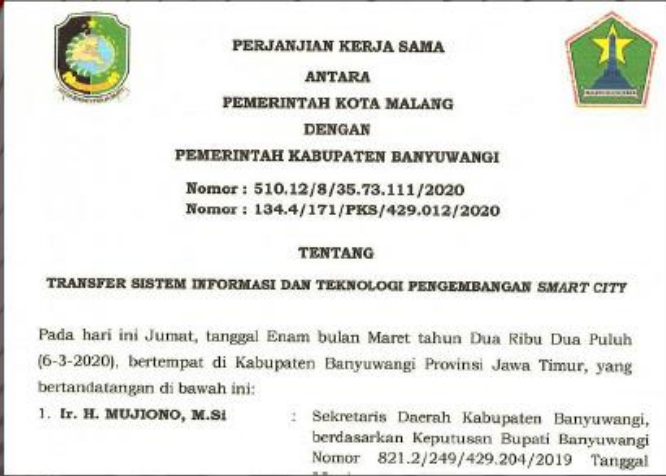 PERJANJIAN KERJA SAMA
ANTARA
PEMERINTAH KOTA MALANG
DENGAN
PEMERINTAH KABUPATEN BANYUWANGI
Nomor : 510.12/8/35.73.111/2020
Nomor : 134.4/171/PKS/429.012/2020
TENTANG
TRANSFER SISTEM INFORMASI DAN TEKNOLOGI PENGEMBANGAN SMART CITY
Pada hari ini Jumat, tanggal Enam bulan Maret tahun Dua Ribu Dua Puluh
(6-3-2020), bertempat di Kabupaten Banyuwangi Provinsi Jawa Timur, yang
bertandatangan di bawah ini:
1. Ir. H. MUJIONO, M.Si : Sekretaris Daerah Kabupaten Banyuwangi,
berdasarkan Keputusan Bupati Banyuwangi
Nomor 821.2/249/429.204/2019 Tanggal